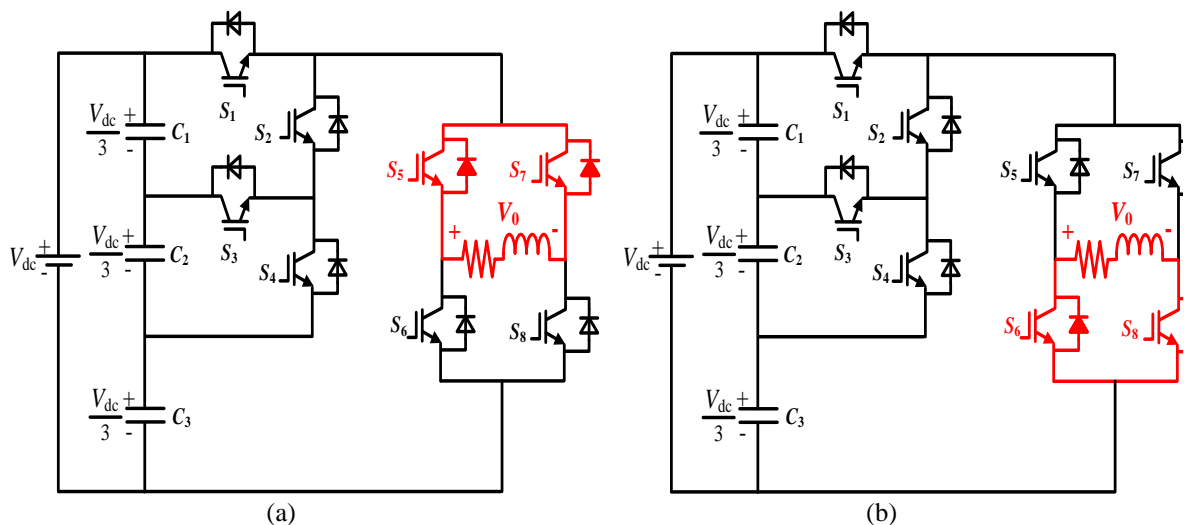 S1
Vdc + C1
3 -
S2
S5
S7
V0
+ -
Vdc +
-
Vdc + C2
3 -
S3
S4
S6
S8
Vdc + C3
3 -
(a)
S1
Vdc + C1
3 -
S2
S5
S7
V0
+ -
Vdc +
-
Vdc + C2
3 -
S3
S4
S6
S8
Vdc + C3
3 -
(b)